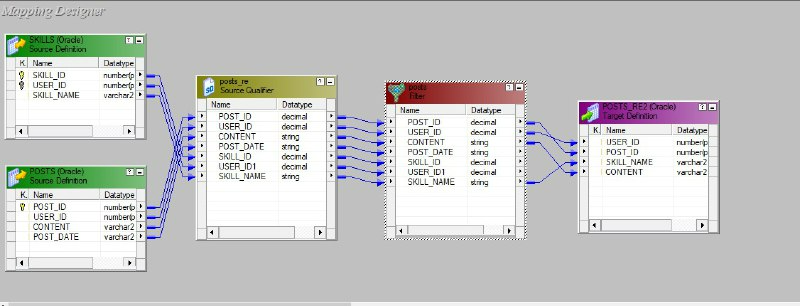 Mapping Designer
SKILLS (Oracle)
Source Definition
K Name Datatype
SKILL_ID number(p
USER_ID number(p
SKILL_NAME varchar2
POSTS (Oracle)
Source Definition
K Name Datatype
POST_ID number(p
USER_ID number(p
CONTENT varchar2
POST_DATE varchar2
posts_re
Source Qualifier
Name Datatype
POST_ID decimal
USER_ID decimal
CONTENT string
POST_DATE string
SKILL_ID decimal
USER_ID1 decimal
SKILL_NAME string
posts
Filter
Name Datatype
POST_ID decimal
USER_ID decimal
CONTENT string
POST_DATE string
SKILL_ID decimal
USER_ID1 decimal
SKILL_NAME string
POSTS_RE2 (Oracle)
Target Definition
K Name Datatype
USER_ID number(p
POST_ID number(p
SKILL_NAME varchar2
CONTENT varchar2